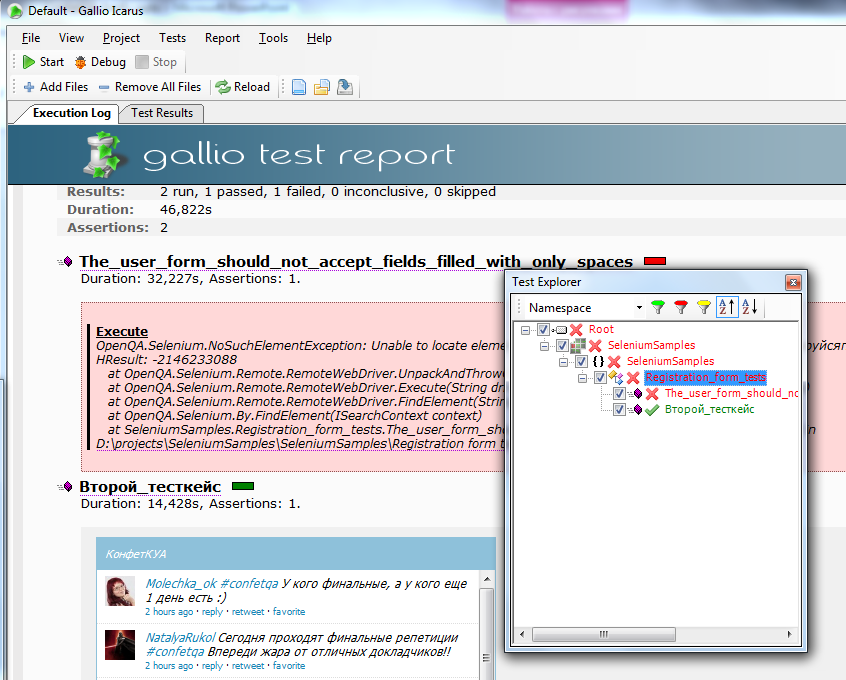 Default - Gallio Icarus
File View Project Tests Report Tools Help
Start Debug Stop
Add Files Remove All Files Reload
Execution Log Test Results
gallio test report
Results: 2 run, 1 passed, 1 failed, 0 inconclusive, 0 skipped
Duration: 46,822s
Assertions: 2
The_user_form_should_not_accept_fields_filled_with_only_spaces
Duration: 32,227s, Assertions: 1.
Execute
OpenQA.Selenium.NoSuchElementException: Unable to locate eleme
HResult: -2146233088
at OpenQA.Selenium.Remote.RemoteWebDriver.UnpackAndThrow
at OpenQA.Selenium.Remote.RemoteWebDriver.Execute(String dr
at OpenQA.Selenium.Remote.RemoteWebDriver.FindElement(Strin
at OpenQA.Selenium.By.FindElement(ISearchContext context)
at SeleniumSamples.Registration_form_tests.The_user_form_sho
D:\projects\SeleniumSamples\SeleniumSamples\Registration form t
Второй_тесткейс
Duration: 14,428s, Assertions: 1.
КонфетКУА
Molechka_ok #confetqa У кого финальные, а у кого еще
1 день есть :)
2 hours ago · reply · retweet · favorite
NatalyaRukol Сегодня проходят финальные репетиции
#confetqa Впереди жара от отличных докладчиков!!
2 hours ago · reply · retweet · favorite
Test Explorer
Namespace
Root
SeleniumSamples
SeleniumSamples
Registration_form_tests
The_user_form_should_no
Второй_тесткейс